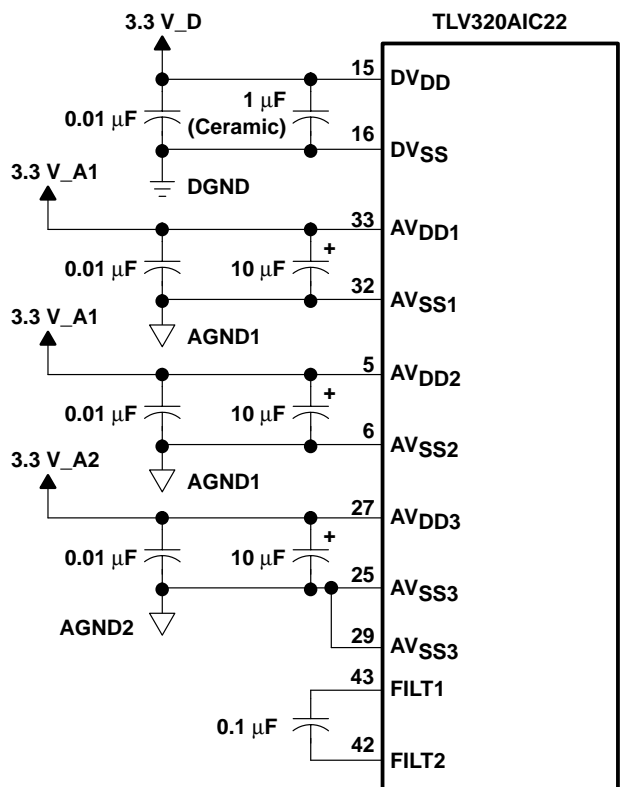 3.3 V_D
TLV320AIC22
15 DVDD
0.01 μF
1 μF
(Ceramic)
16 DVSS
DGND
3.3 V_A1
33 AVDD1
0.01 μF
10 μF
+
32 AVSS1
AGND1
3.3 V_A1
5 AVDD2
0.01 μF
10 μF
+
6 AVSS2
AGND1
3.3 V_A2
27 AVDD3
0.01 μF
10 μF
+
25 AVSS3
AGND2
29 AVSS3
43 FILT1
0.1 μF
42 FILT2